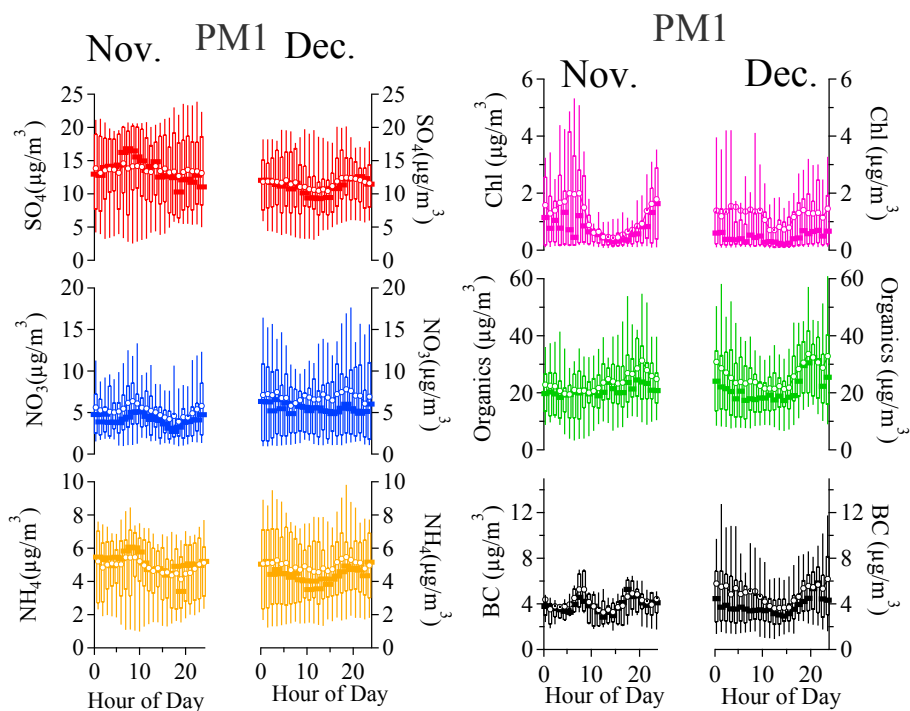 PM1
Nov.
Dec.
SO4(µg/m3)
25
20
15
10
5
0
25
20
15
10
5
0
SO4(µg/m3)
NO3(µg/m3)
20
15
10
5
0
20
15
10
5
0
NO3(µg/m3)
NH4(µg/m3)
10
8
6
4
2
0
10
8
6
4
2
0
NH4(µg/m3)
0 10 20
Hour of Day
0 10 20
Hour of Day
PM1
Nov.
Dec.
Chl (µg/m3)
6
4
2
0
6
4
2
0
Chl (µg/m3)
Organics (µg/m3)
60
40
20
0
60
40
20
0
Organics (µg/m3)
BC (µg/m3)
12
8
4
0
12
8
4
0
BC (µg/m3)
0 10 20
Hour of Day
0 10 20
Hour of Day